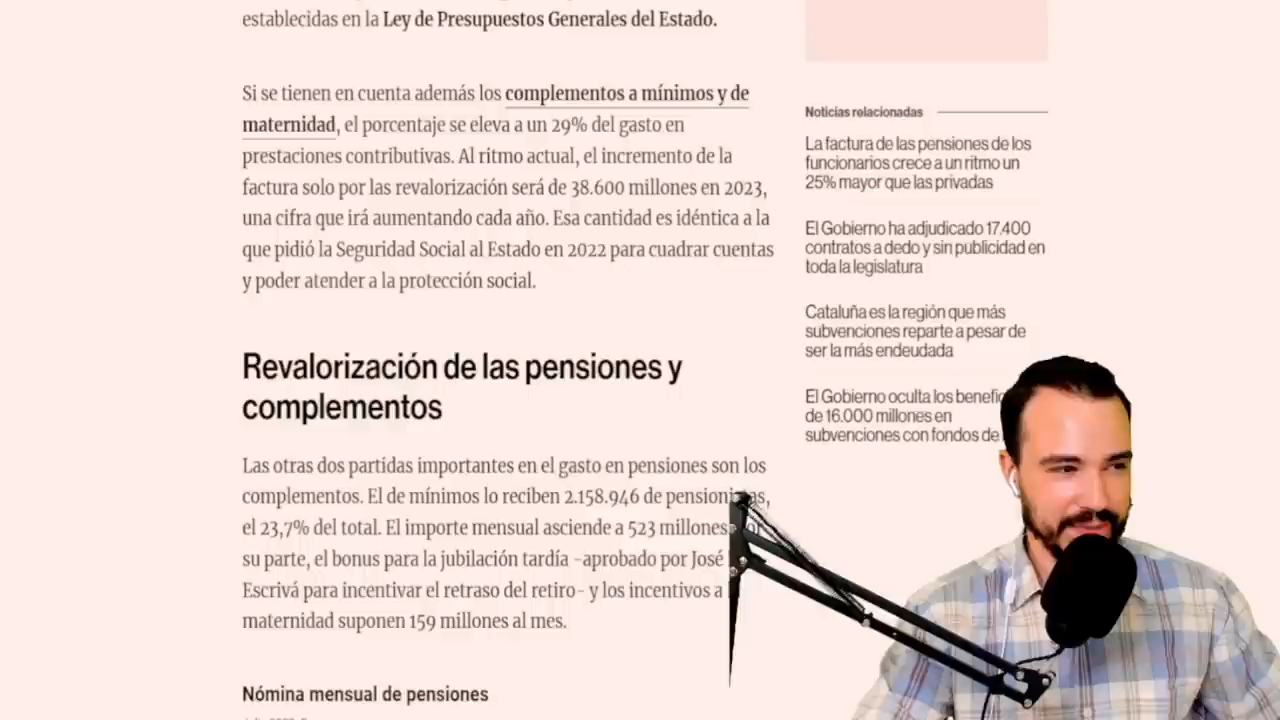 establecidas en la Ley de Presupuestos Generales del Estado.
Si se tienen en cuenta además los complementos a mínimos y de
maternidad, el porcentaje se eleva a un 29% del gasto en
prestaciones contributivas. Al ritmo actual, el incremento de la
factura solo por las revalorización será de 38.600 millones en 2023,
una cifra que irá aumentando cada año. Esa cantidad es idéntica a la
que pidió la Seguridad Social al Estado en 2022 para cuadrar cuentas
y poder atender a la protección social.
Revalorización de las pensiones y
complementos
Las otras dos partidas importantes en el gasto en pensiones son los
complementos. El de mínimos lo reciben 2.158.946 de
el 23,7% del total. El importe mensual asciende a 523 millones
su parte, el bonus para la jubilación tardía -aprobado por José
Escrivá para incentivar el retraso del retiro- y los incentivos a
maternidad suponen 159 millones al mes.
Nómina mensual de pensiones
Noticias relacionadas
La factura de las pensiones de los
funcionarios crece a un ritmo un
25% mayor que las privadas
El Gobierno ha adjudicado 17.400
contratos a dedo y sin publicidad en
toda la legislatura
Cataluña es la región que más
subvenciones reparte a pesar de
ser la más endeudada
El Gobierno oculta los
de 16.000 millones en
subvenciones con fondos de